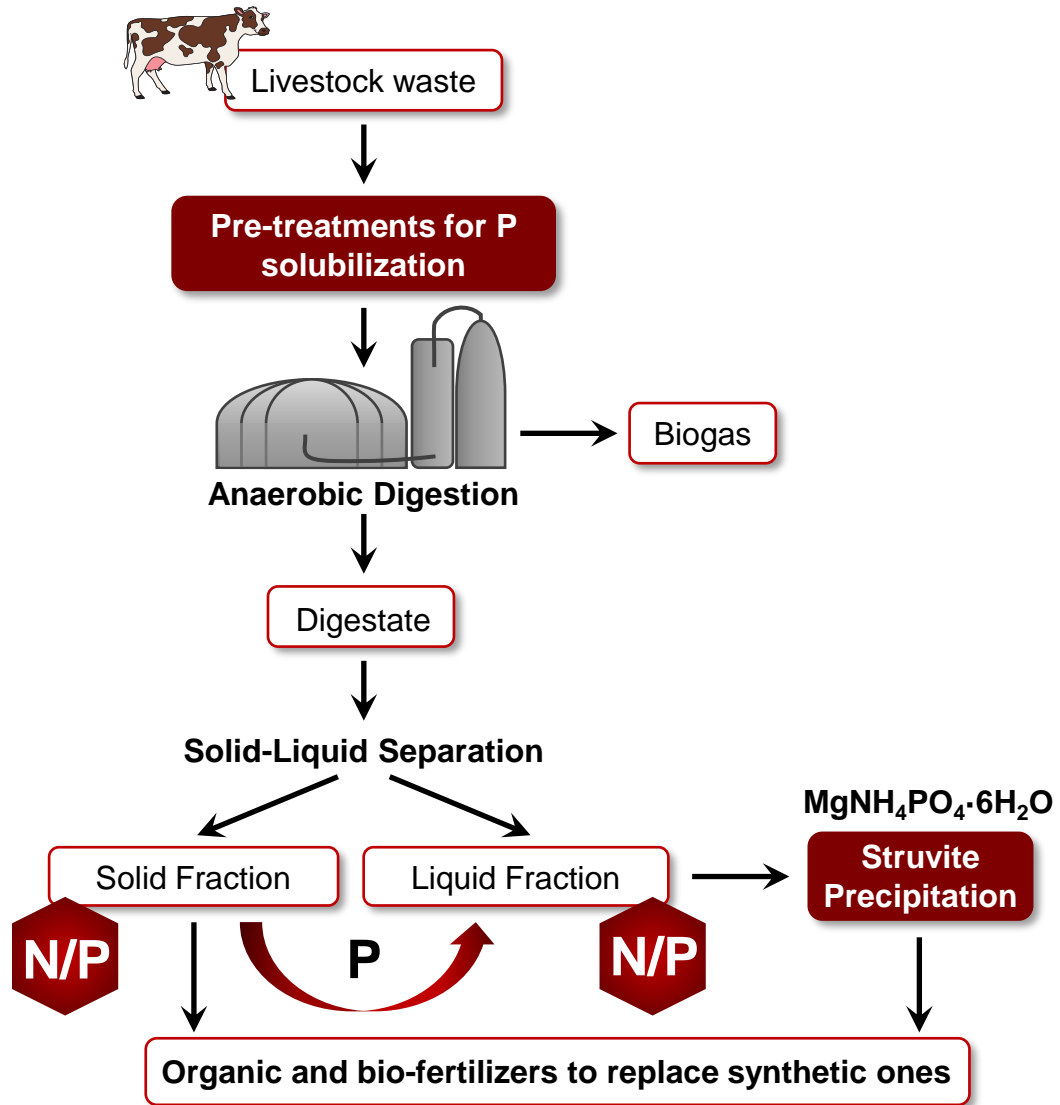 Livestock waste
Pre-treatments for P
solubilization
Biogas
Anaerobic Digestion
Digestate
Solid-Liquid Separation
MgNH₄PO₄·6H₂O
Struvite
Precipitation
Solid Fraction
Liquid Fraction
N/P
P
N/P
Organic and bio-fertilizers to replace synthetic ones